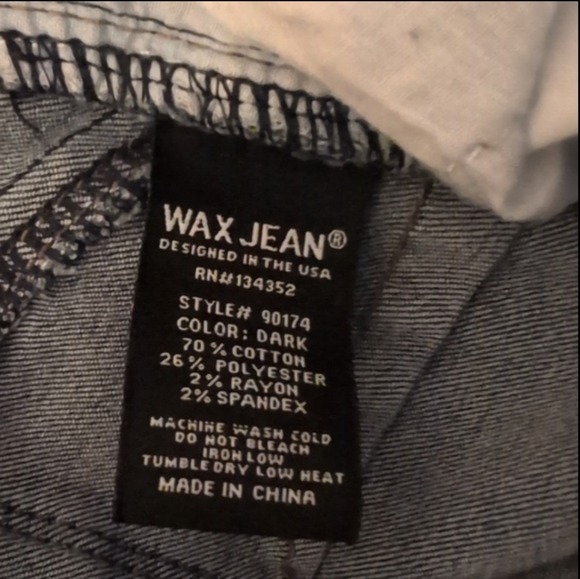 WAX JEAN®
DESIGNED IN THE USA
RN#134352
STYLE# 90174
COLOR: DARK
70% COTTON
26% POLYESTER
2% RAYON
2% SPANDEX
MACHINE WASH COLD
DO NOT BLEACH
IRON LOW
TUMBLE DRY LOW HEAT
MADE IN CHINA